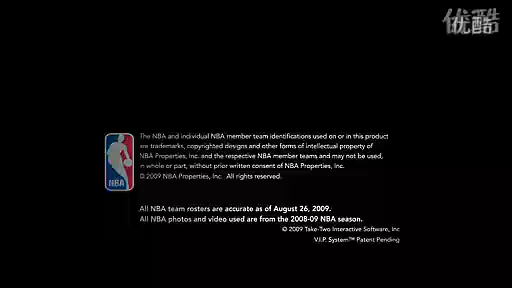 优酷
The NBA and individual NBA member team identifications used on or in this product
are trademarks, copyrighted designs and other forms of intellectual property of
NBA Properties, Inc. and the respective NBA member teams and may not be used,
in whole or part, without prior written consent of NBA Properties, Inc.
© 2009 NBA Properties, Inc. All rights reserved.
NBA
All NBA team rosters are accurate as of August 26, 2009.
All NBA photos and video used are from the 2008-09 NBA season.
© 2009 Take-Two Interactive Software, Inc
V.I.P. System™ Patent Pending